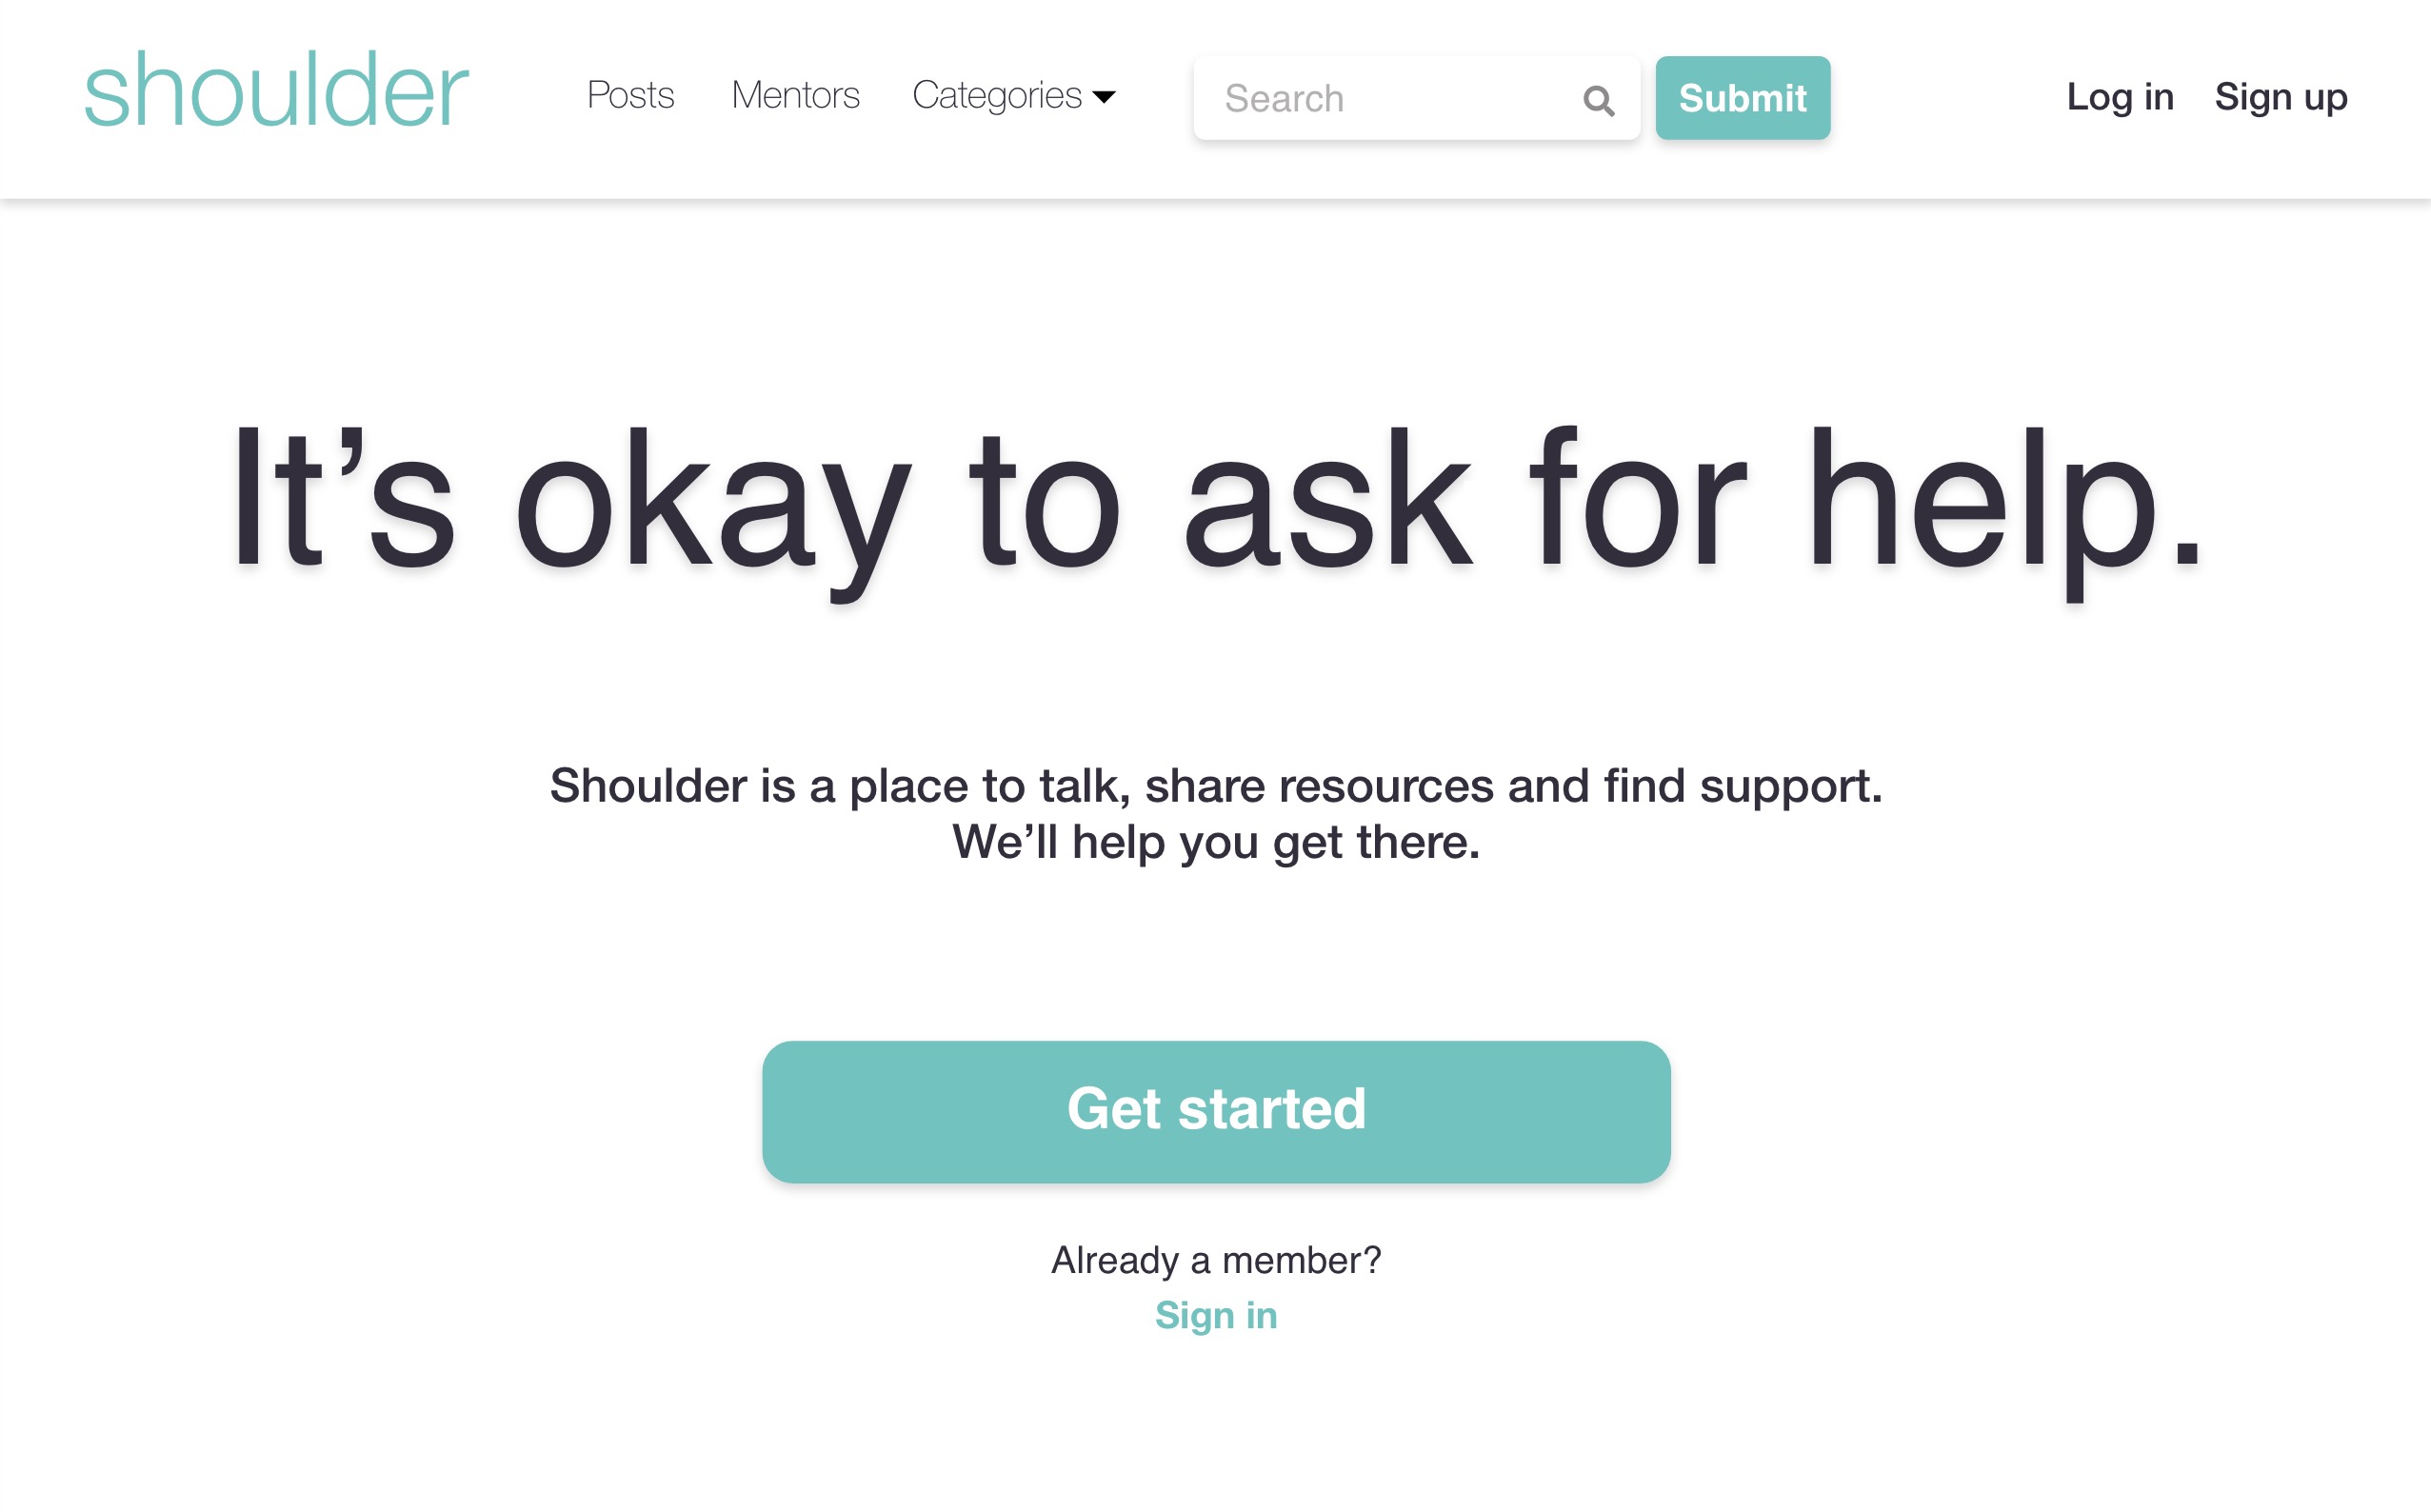 shoulder
Posts
Mentors
Categories
Search
Submit
Log in
Sign up
It’s okay to ask for help.
Shoulder is a place to talk, share resources and find support.
We’ll help you get there.
Get started
Already a member?
Sign in